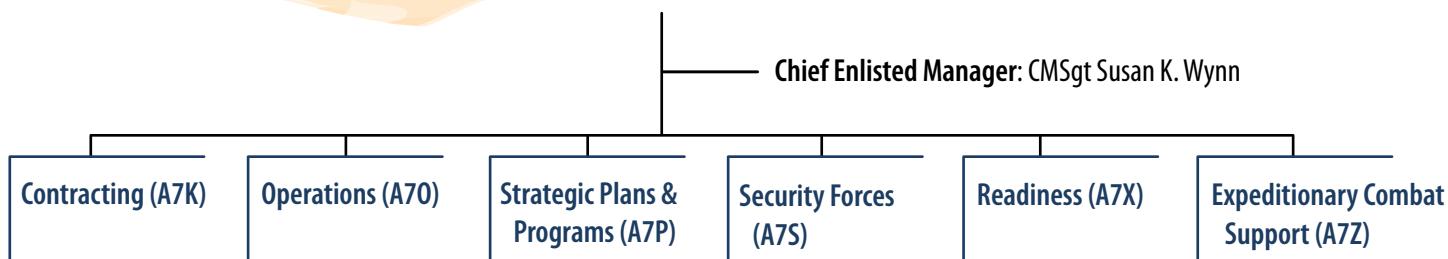 Chief Enlisted Manager: CMSgt Susan K. Wynn
Contracting (A7K)
Operations (A7O)
Strategic Plans &
Programs (A7P)
Security Forces
(A7S)
Readiness (A7X)
Expeditionary Combat
Support (A7Z)